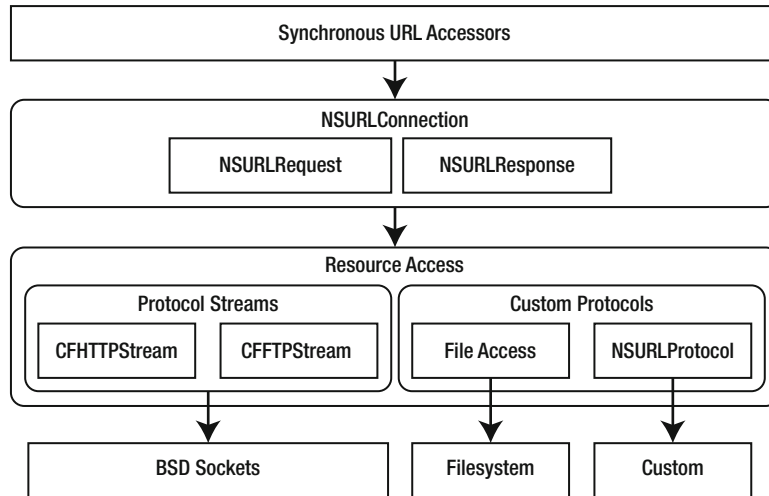 Synchronous URL Accessors
NSURLConnection
NSURLRequest
NSURLResponse
Resource Access
Protocol Streams
Custom Protocols
CFHTTPStream
CFFTPStream
File Access
NSURLProtocol
BSD Sockets
Filesystem
Custom